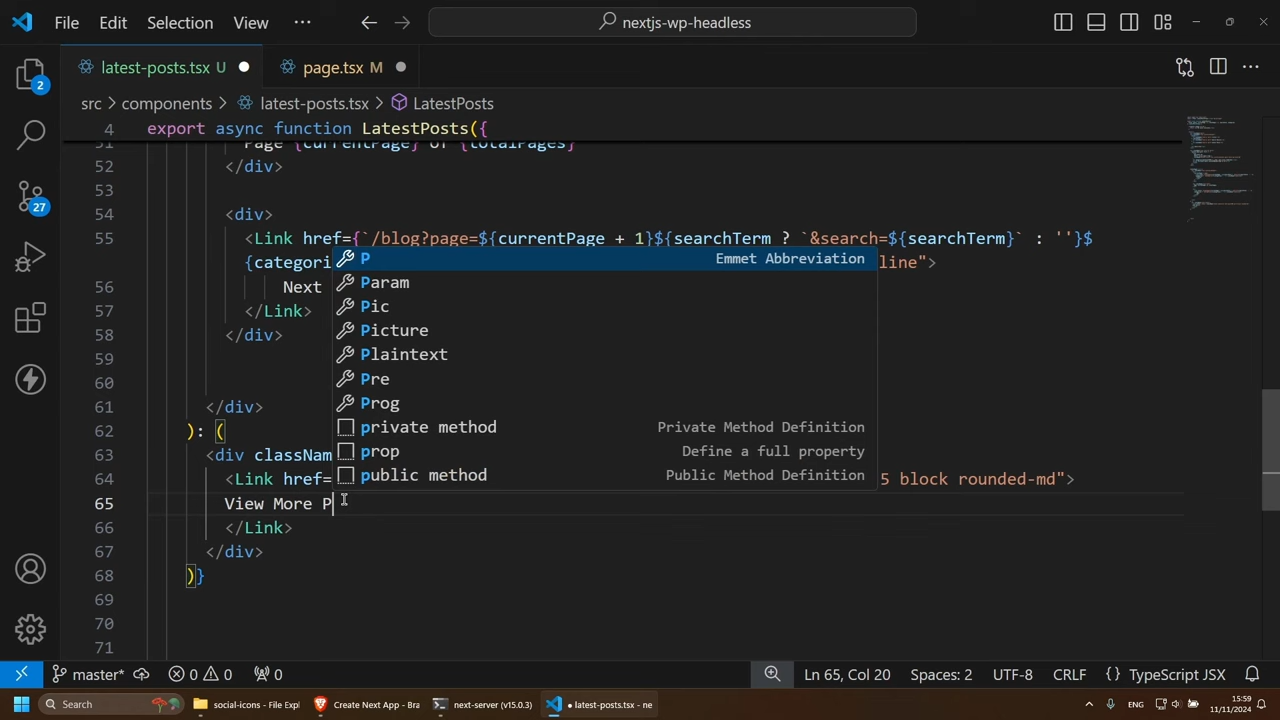 File Edit Selection View ··· nextjs-wp-headless
latest-posts.tsx U page.tsx M
src > components > latest-posts.tsx > LatestPosts
4 export async function LatestPosts({
51 Page {currentPage} of {totalPages}
52 </div>
53
54 <div>
55 <Link href={`/blog?page=${currentPage + 1}${searchTerm ? `&search=${searchTerm}` : ''}$
{categori line">
56 Next
57 </Link>
58 </div>
59
60
61 </div>
62 ): (
63 <div classNam
64 <Link href= 5 block rounded-md">
65 View More P
66 </Link>
67 </div>
68 )}
69
70
71
P Emmet Abbreviation
Param
Pic
Picture
Plaintext
Pre
Prog
private method Private Method Definition
prop Define a full property
public method Public Method Definition
2
27
master* 0 0 0 Ln 65, Col 20 Spaces: 2 UTF-8 CRLF {} TypeScript JSX
Search social-icons - File Expl Create Next App - Bra next-server (v15.0.3) • latest-posts.tsx - ne ENG 15:59
11/11/2024